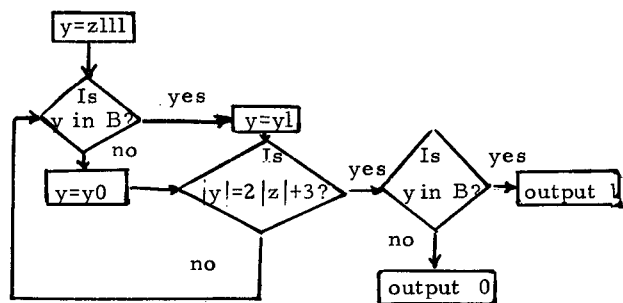 y=z111
Is
y in B?
yes
y=y1
no
y=y0
Is
|y|=2|z|+3?
yes
no
Is
y in B?
yes
output 1
no
output 0